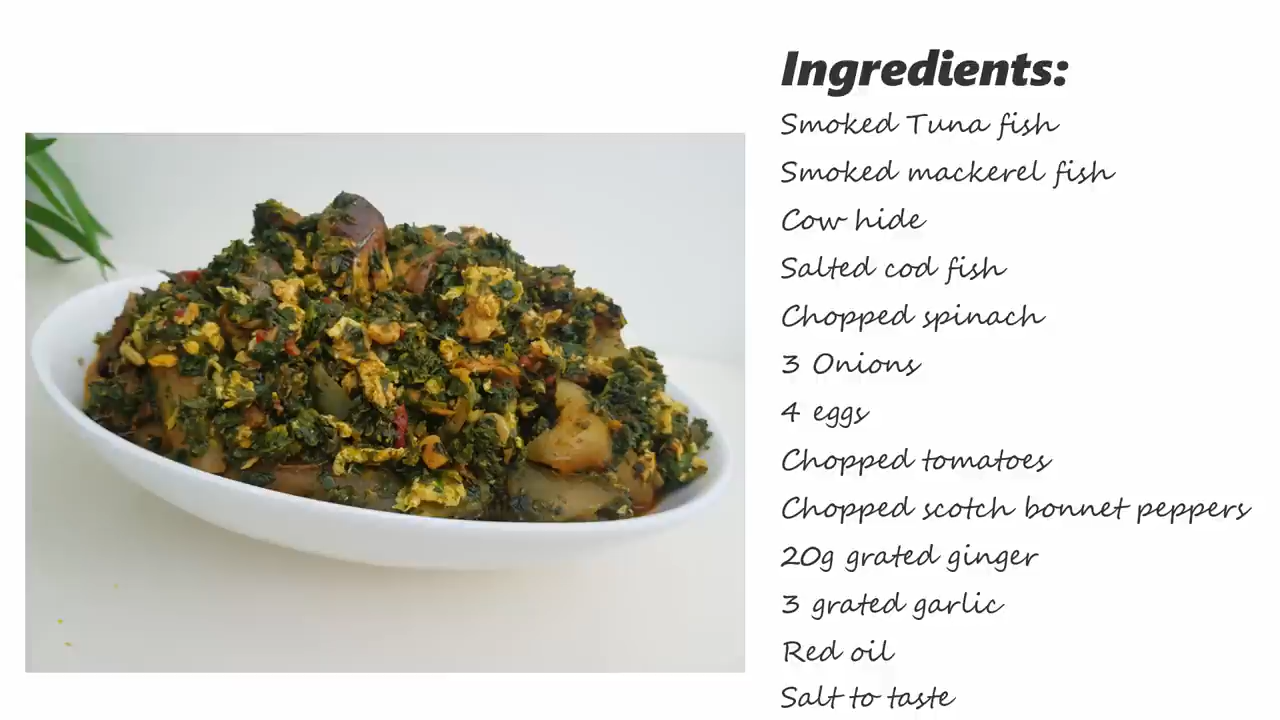 Ingredients:
Smoked Tuna fish
Smoked mackerel fish
Cow hide
Salted cod fish
Chopped spinach
3 Onions
4 eggs
Chopped tomatoes
Chopped scotch bonnet peppers
20g grated ginger
3 grated garlic
Red oil
Salt to taste